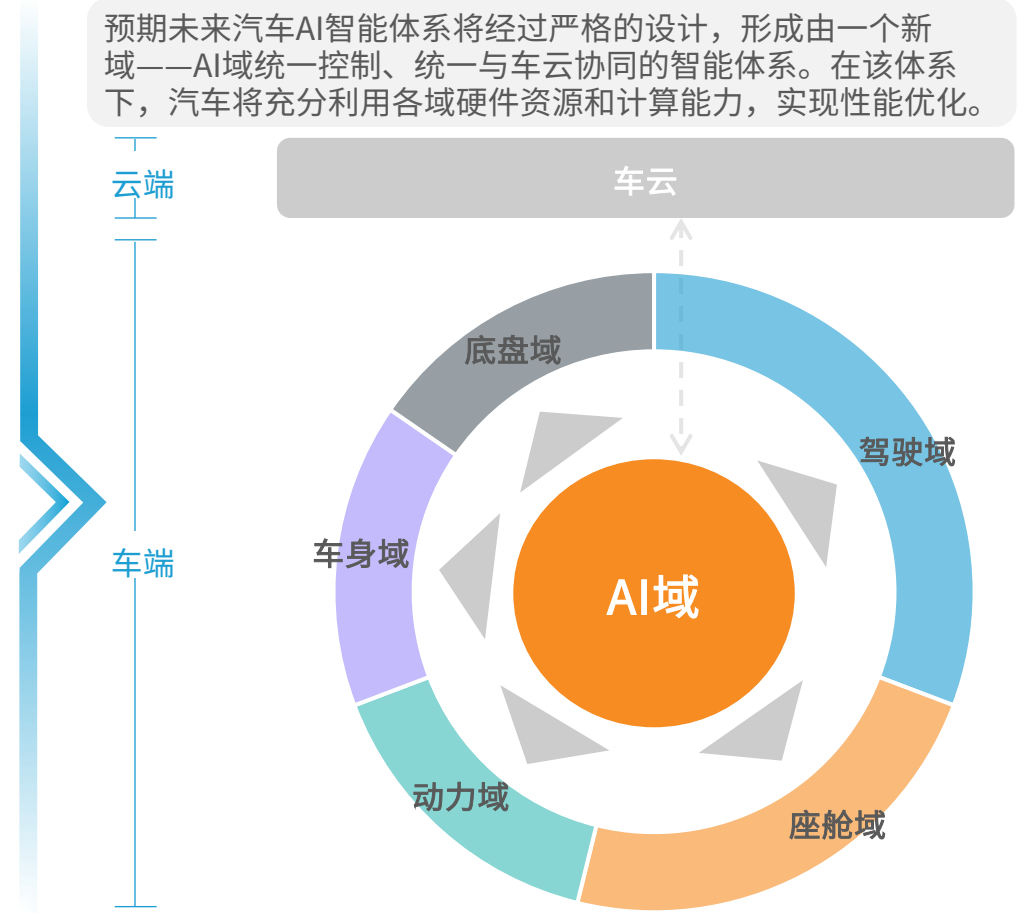 预期未来汽车AI智能体系将经过严格的设计，形成由一个新
域——AI域统一控制、统一与车云协同的智能体系。在该体系
下，汽车将充分利用各域硬件资源和计算能力，实现性能优化。
云端
车云
底盘域
驾驶域
车身域
车端
AI域
动力域
座舱域